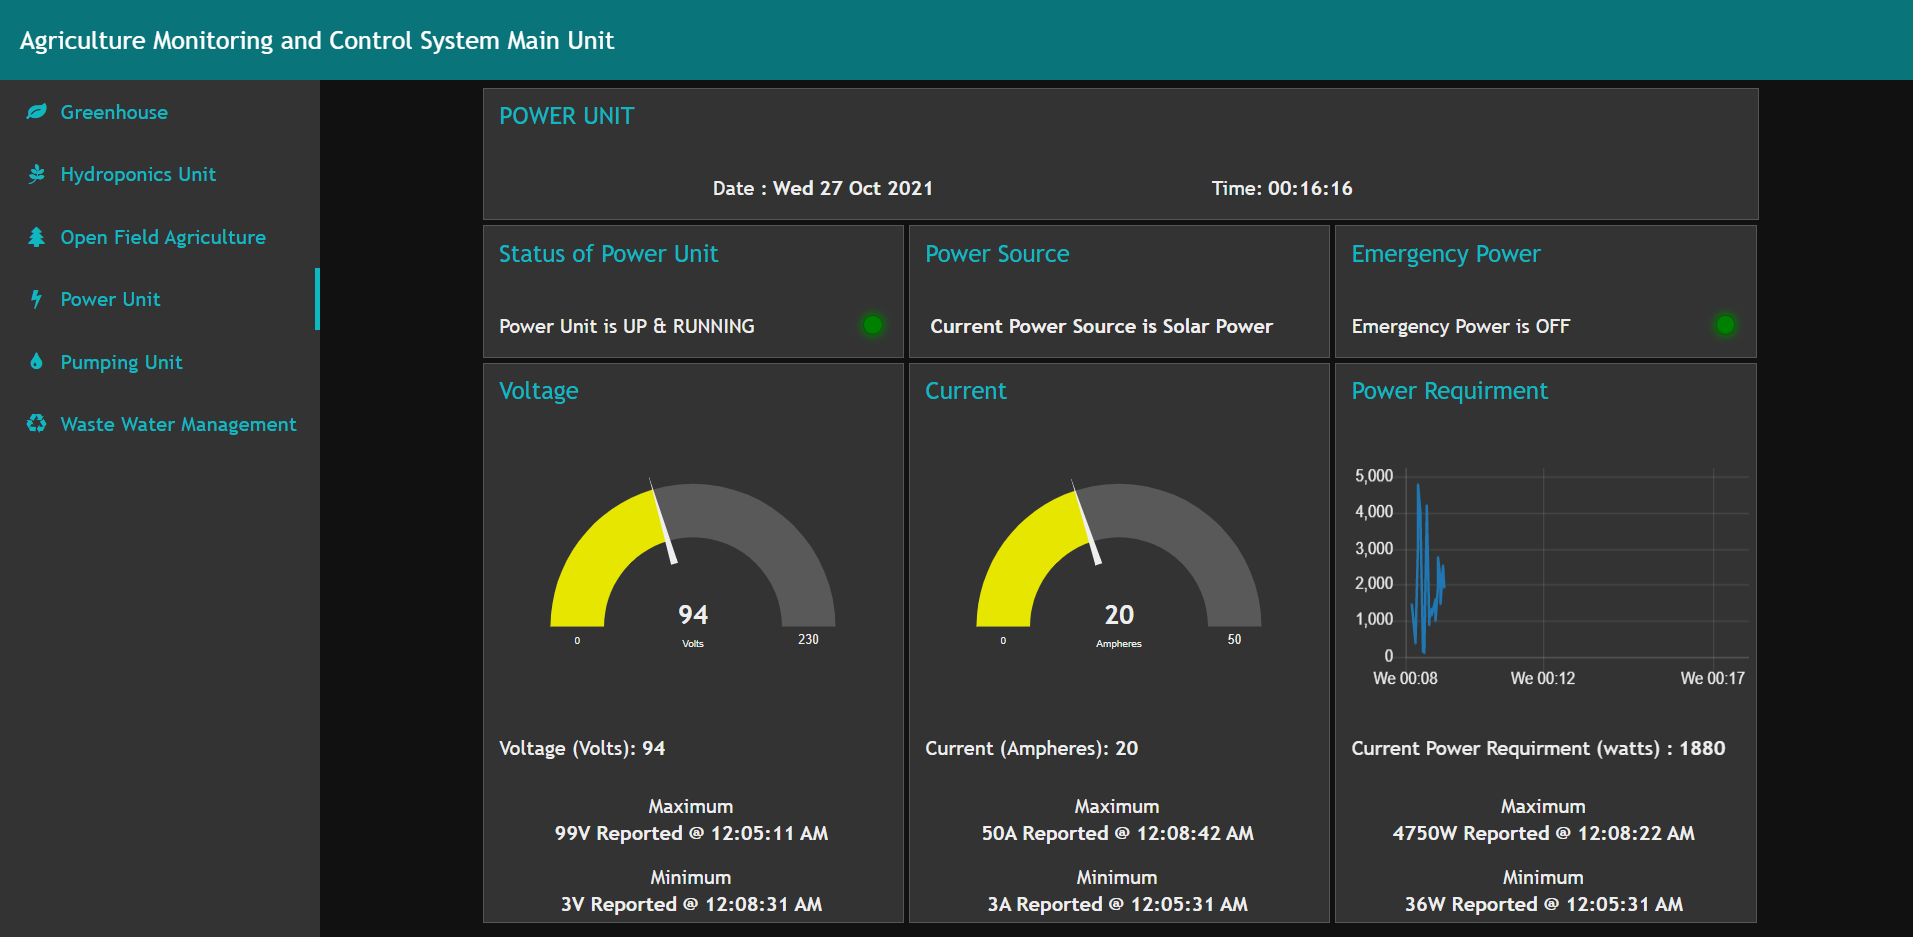 Agriculture Monitoring and Control System Main Unit
Greenhouse
Hydroponics Unit
Open Field Agriculture
Power Unit
Pumping Unit
Waste Water Management
POWER UNIT
Date : Wed 27 Oct 2021
Time: 00:16:16
Status of Power Unit
Power Unit is UP & RUNNING
Power Source
Current Power Source is Solar Power
Emergency Power
Emergency Power is OFF
Voltage
94
Volts
0
230
Voltage (Volts): 94
Maximum
99V Reported @ 12:05:11 AM
Minimum
3V Reported @ 12:08:31 AM
Current
20
Ampheres
0
50
Current (Ampheres): 20
Maximum
50A Reported @ 12:08:42 AM
Minimum
3A Reported @ 12:05:31 AM
Power Requirment
5,000
4,000
3,000
2,000
1,000
0
We 00:08
We 00:12
We 00:17
Current Power Requirment (watts) : 1880
Maximum
4750W Reported @ 12:08:22 AM
Minimum
36W Reported @ 12:05:31 AM